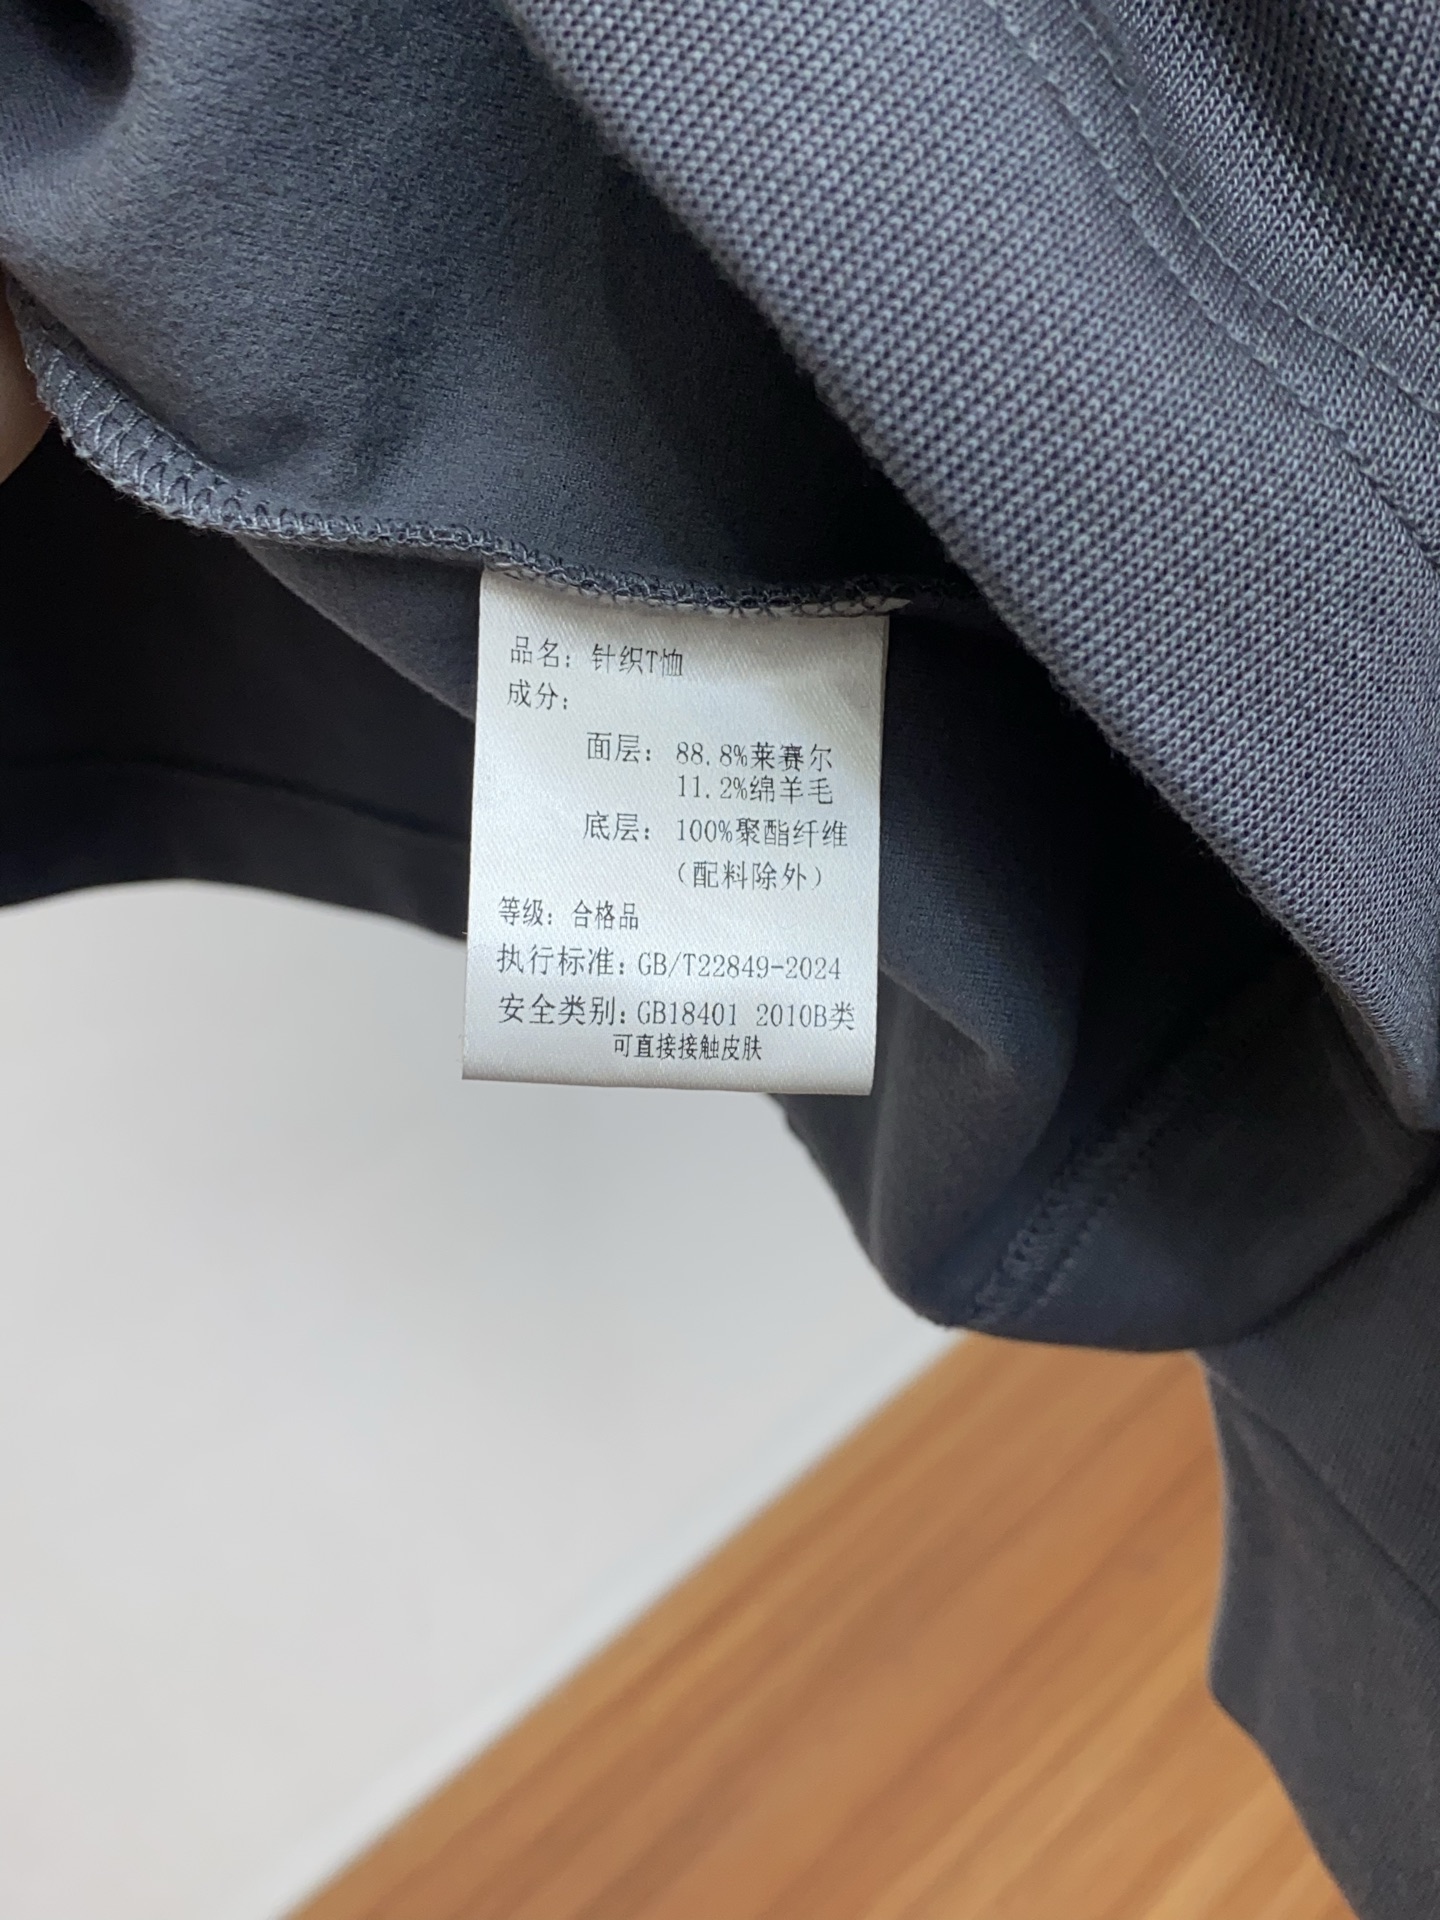 品名：针织T恤
成分：
面层：88.8%莱赛尔
11.2%绵羊毛
底层：100%聚酯纤维
（配料除外）
等级：合格品
执行标准：GB/T22849-2024
安全类别：GB18401 2010B类
可直接接触皮肤